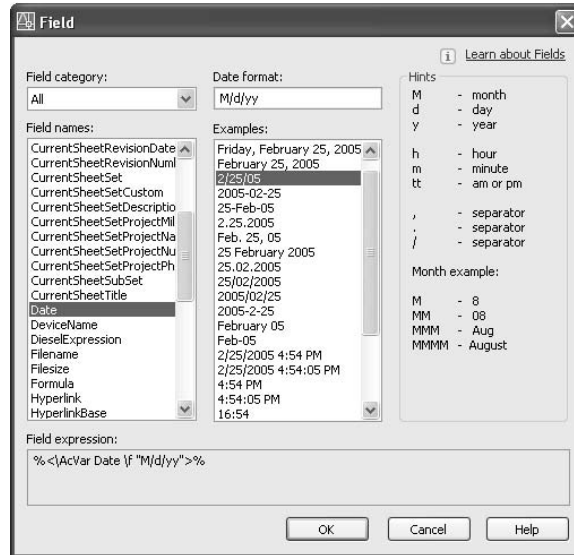 Field
Learn about Fields
Field category:
All
Date format:
M/d/yy
Field names:
CurrentSheetRevisionDate
CurrentSheetRevisionNuml
CurrentSheetSet
CurrentSheetSetCustom
CurrentSheetSetDescriptio
CurrentSheetSetProjectMil
CurrentSheetSetProjectNa
CurrentSheetSetProjectNu
CurrentSheetSetProjectPh
CurrentSheetSubSet
CurrentSheetTitle
Date
DeviceName
DieselExpression
Filename
Filesize
Formula
Hyperlink
HyperlinkBase
Examples:
Friday, February 25, 2005
February 25, 2005
2/25/05
2005-02-25
25-Feb-05
2.25.2005
Feb. 25, 05
25 February 2005
25.02.2005
25/02/2005
2005/02/25
2005-2-25
February 05
Feb-05
2/25/2005 4:54 PM
2/25/2005 4:54:05 PM
4:54 PM
4:54:05 PM
16:54
Hints
M - month
d - day
y - year
h - hour
m - minute
tt - am or pm
, - separator
. - separator
/ - separator
Month example:
M - 8
MM - 08
MMM - Aug
MMMM - August
Field expression:
%<\AcVar Date \f "M/d/yy">%
OK
Cancel
Help